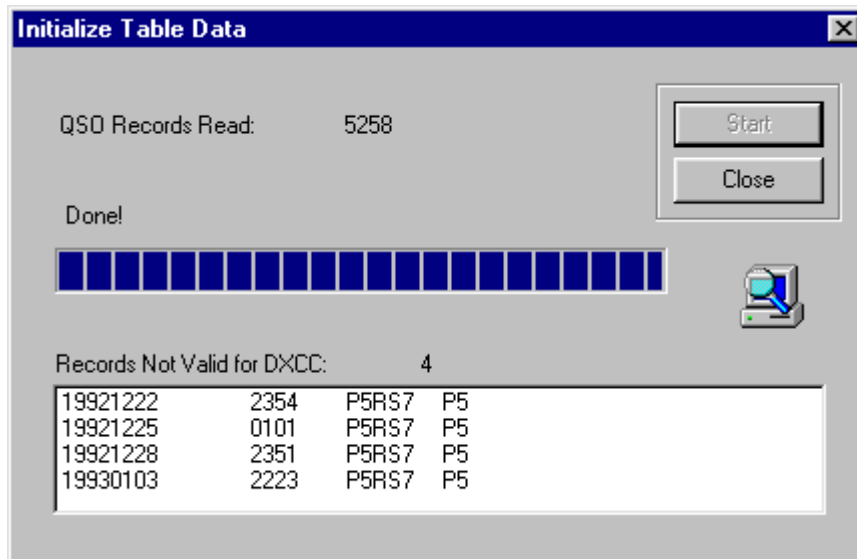 Initialize Table Data
QSO Records Read: 5258
Start
Close
Done!
Records Not Valid for DXCC: 4
19921222 2354 P5RS7 P5
19921225 0101 P5RS7 P5
19921228 2351 P5RS7 P5
19930103 2223 P5RS7 P5